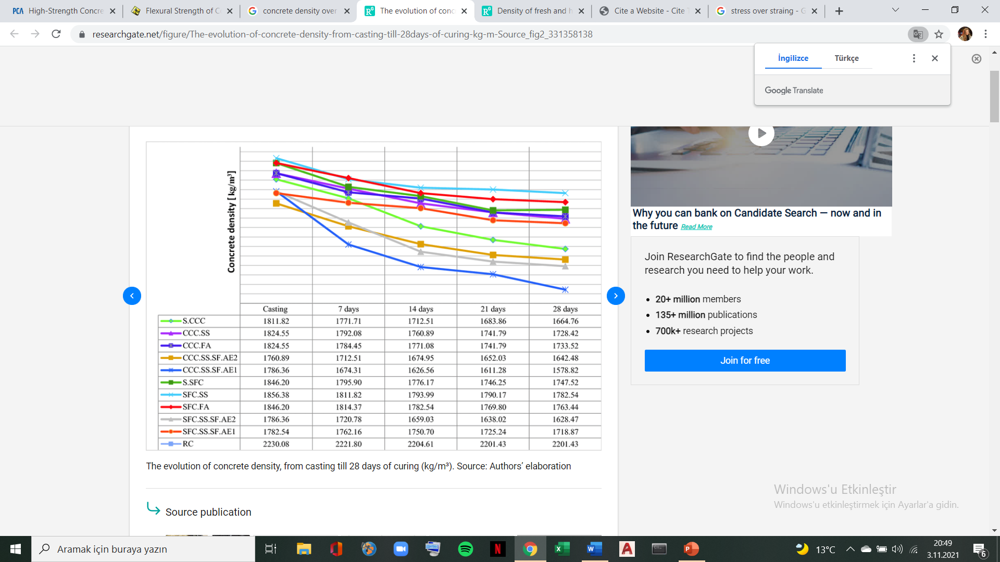 PCA High-Strength Concre
Flexural Strength of C
concrete density over
The evolution of conc
Density of fresh and h
Cite a Website - Cite T
stress over straing - G
researchgate.net/figure/The-evolution-of-concrete-density-from-casting-till-28days-of-curing-kg-m-Source_fig2_331358138
İngilizce Türkçe
Google Translate
Concrete density [ kg/m³]
Casting 7 days 14 days 21 days 28 days
S.CCC 1811.82 1771.71 1712.51 1683.86 1664.76
CCC.SS 1824.55 1792.08 1760.89 1741.79 1728.42
CCC.FA 1824.55 1784.45 1771.08 1741.79 1733.52
CCC.SS.SF.AE2 1760.89 1712.51 1674.95 1652.03 1642.48
CCC.SS.SF.AE1 1786.36 1674.31 1626.56 1611.28 1578.82
S.SFC 1846.20 1795.90 1776.17 1746.25 1747.52
SFC.SS 1856.38 1811.82 1793.99 1790.17 1782.54
SFC.FA 1846.20 1814.37 1782.54 1769.80 1763.44
SFC.SS.SF.AE2 1786.36 1720.78 1659.03 1638.02 1628.47
SFC.SS.SF.AE1 1782.54 1762.16 1750.70 1725.24 1718.87
RC 2230.08 2221.80 2204.61 2201.43 2201.43
The evolution of concrete density, from casting till 28 days of curing (kg/m³). Source: Authors’ elaboration
Source publication
Why you can bank on Candidate Search — now and in
the future Read More
Join ResearchGate to find the people and
research you need to help your work.
20+ million members
135+ million publications
700k+ research projects
Join for free
Windows'u Etkinleştir
Windows'u etkinleştirmek için Ayarlar'a gidin.
Aramak için buraya yazın
13°C
20:49
3.11.2021
6